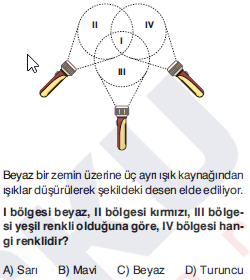 II IV
I
III
Beyaz bir zemin üzerine üç ayrı ışık kaynağından
ışıklar düşürülerek şekildeki desen elde ediliyor.
I bölgesi beyaz, II bölgesi kırmızı, III bölge-
si yeşil renkli olduğuna göre, IV bölgesi han-
gi renklidir?
A) Sarı B) Mavi C) Beyaz D) Turuncu